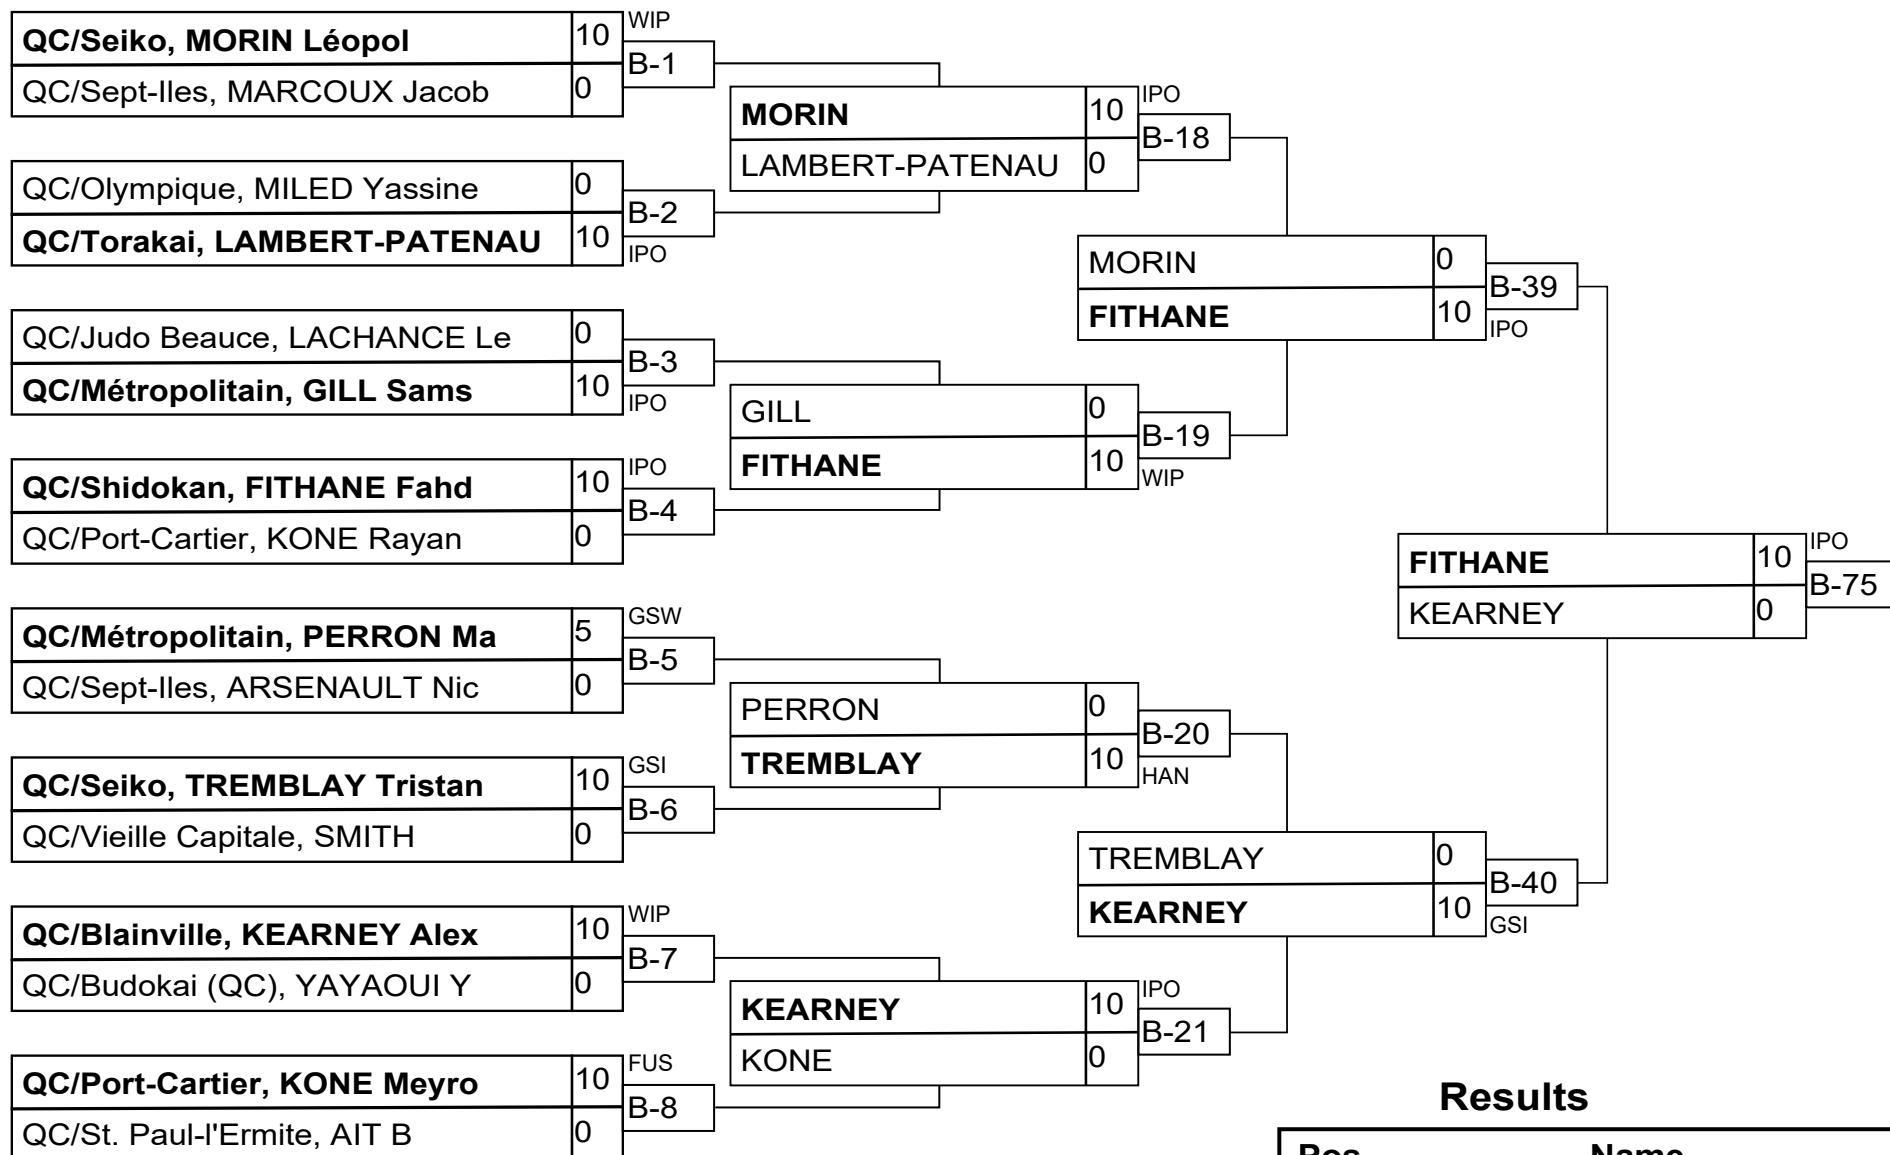 QC/Seiko, MORIN Léopol 10 WIP
QC/Sept-Iles, MARCOUX Jacob 0
B-1
QC/Olympique, MILED Yassine 0
QC/Torakai, LAMBERT-PATENAU 10 IPO
B-2
QC/Judo Beauce, LACHANCE Le 0
QC/Métropolitain, GILL Sams 10 IPO
B-3
QC/Shidokan, FITHANE Fahd 10 IPO
QC/Port-Cartier, KONE Rayan 0
B-4
QC/Métropolitain, PERRON Ma 5 GSW
QC/Sept-Iles, ARSENAULT Nic 0
B-5
QC/Seiko, TREMBLAY Tristan 10 GSI
QC/Vieille Capitale, SMITH 0
B-6
QC/Blainville, KEARNEY Alex 10 WIP
QC/Budokai (QC), YAYAOUI Y 0
B-7
QC/Port-Cartier, KONE Meyro 10 FUS
QC/St. Paul-l'Ermite, AIT B 0
B-8
MORIN 10 IPO
LAMBERT-PATENAU 0
B-18
GILL 0
FITHANE 10 WIP
B-19
PERRON 0
TREMBLAY 10 HAN
B-20
KEARNEY 10 IPO
KONE 0
B-21
MORIN 0
FITHANE 10 IPO
B-39
TREMBLAY 0
KEARNEY 10 GSI
B-40
FITHANE 10 IPO
KEARNEY 0
B-75
Results
Pos Name